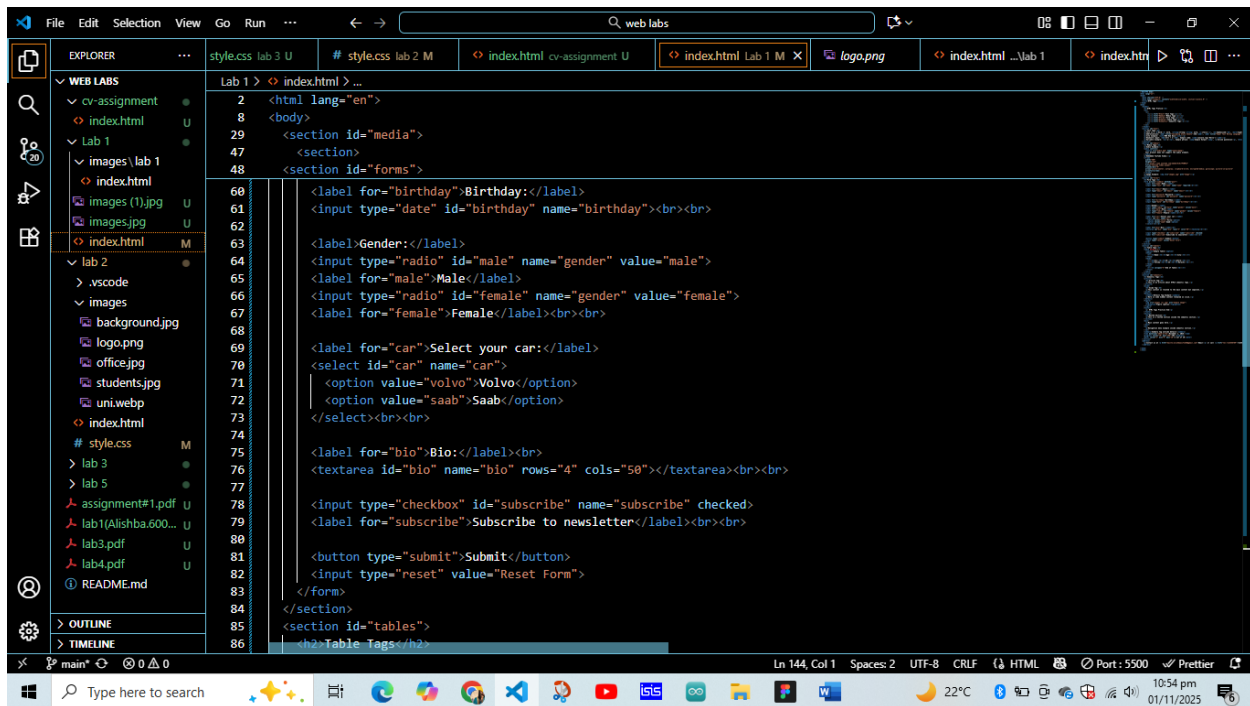 File Edit Selection View Go Run ··· web labs
EXPLORER ···
WEB LABS
cv-assignment
index.html U
Lab 1
images\lab 1
index.html
images (1).jpg U
images.jpg U
index.html M
lab 2
.vscode
images
background.jpg
logo.png
office.jpg
students.jpg
uni.webp
index.html
style.css M
lab 3
lab 5
assignment#1.pdf U
lab1(Alishba.600... U
lab3.pdf U
lab4.pdf U
README.md
OUTLINE
TIMELINE
20
style.css lab 3 U # style.css lab 2 M index.html cv-assignment U index.html Lab 1 M logo.png index.html ...\lab 1 index.htn
Lab 1 > index.html > ...
2 <html lang="en">
8 <body>
29 <section id="media">
47 <section>
48 <section id="forms">
60 <label for="birthday">Birthday:</label>
61 <input type="date" id="birthday" name="birthday"><br><br>
62
63 <label>Gender:</label>
64 <input type="radio" id="male" name="gender" value="male">
65 <label for="male">Male</label>
66 <input type="radio" id="female" name="gender" value="female">
67 <label for="female">Female</label><br><br>
68
69 <label for="car">Select your car:</label>
70 <select id="car" name="car">
71 <option value="volvo">Volvo</option>
72 <option value="saab">Saab</option>
73 </select><br><br>
74
75 <label for="bio">Bio:</label><br>
76 <textarea id="bio" name="bio" rows="4" cols="50"></textarea><br><br>
77
78 <input type="checkbox" id="subscribe" name="subscribe" checked>
79 <label for="subscribe">Subscribe to newsletter</label><br><br>
80
81 <button type="submit">Submit</button>
82 <input type="reset" value="Reset Form">
83 </form>
84 </section>
85 <section id="tables">
86 <h2>Table Tags</h2>
main* 0 0 Ln 144, Col 1 Spaces: 2 UTF-8 CRLF HTML Port : 5500 Prettier
Type here to search isis 22°C 10:54 pm
01/11/2025 6